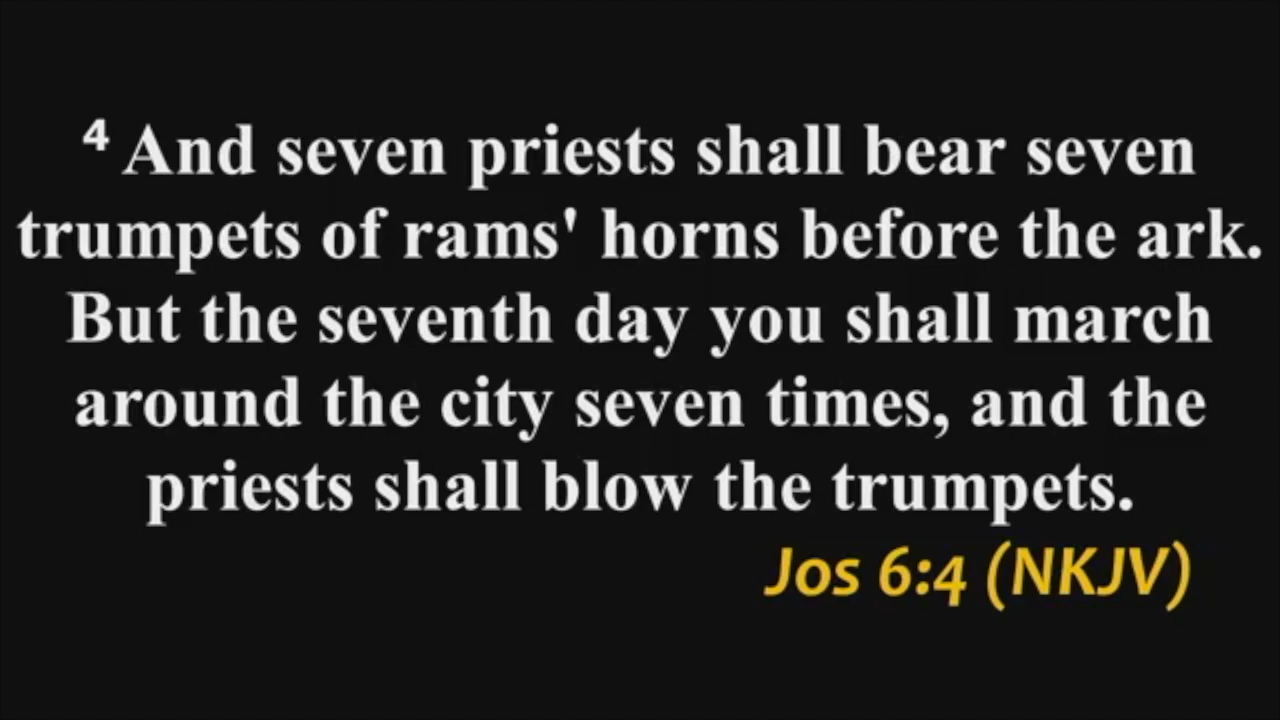 ⁴ And seven priests shall bear seven
trumpets of rams' horns before the ark.
But the seventh day you shall march
around the city seven times, and the
priests shall blow the trumpets.
Jos 6:4 (NKJV)